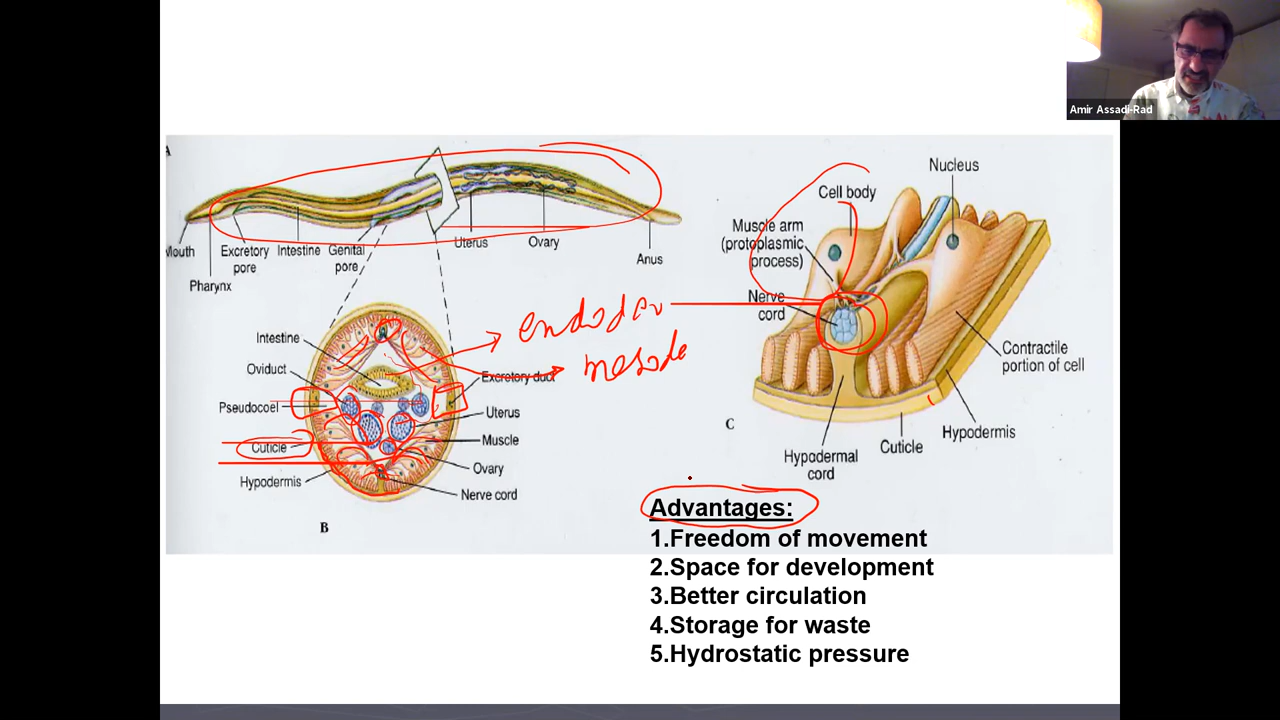 Amir Assadi-Rad
A
Mouth
Pharynx
Excretory
pore
Intestine
Genital
pore
Uterus
Ovary
Anus
Intestine
Oviduct
Pseudocoel
Cuticle
Hypodermis
Excretory duct
Uterus
Muscle
Ovary
Nerve cord
B
endoder
mesode
Cell body
Nucleus
Muscle arm
(protoplasmic
process)
Nerve
cord
Contractile
portion of cell
Hypodermis
Cuticle
Hypodermal
cord
C
Advantages:
1.Freedom of movement
2.Space for development
3.Better circulation
4.Storage for waste
5.Hydrostatic pressure